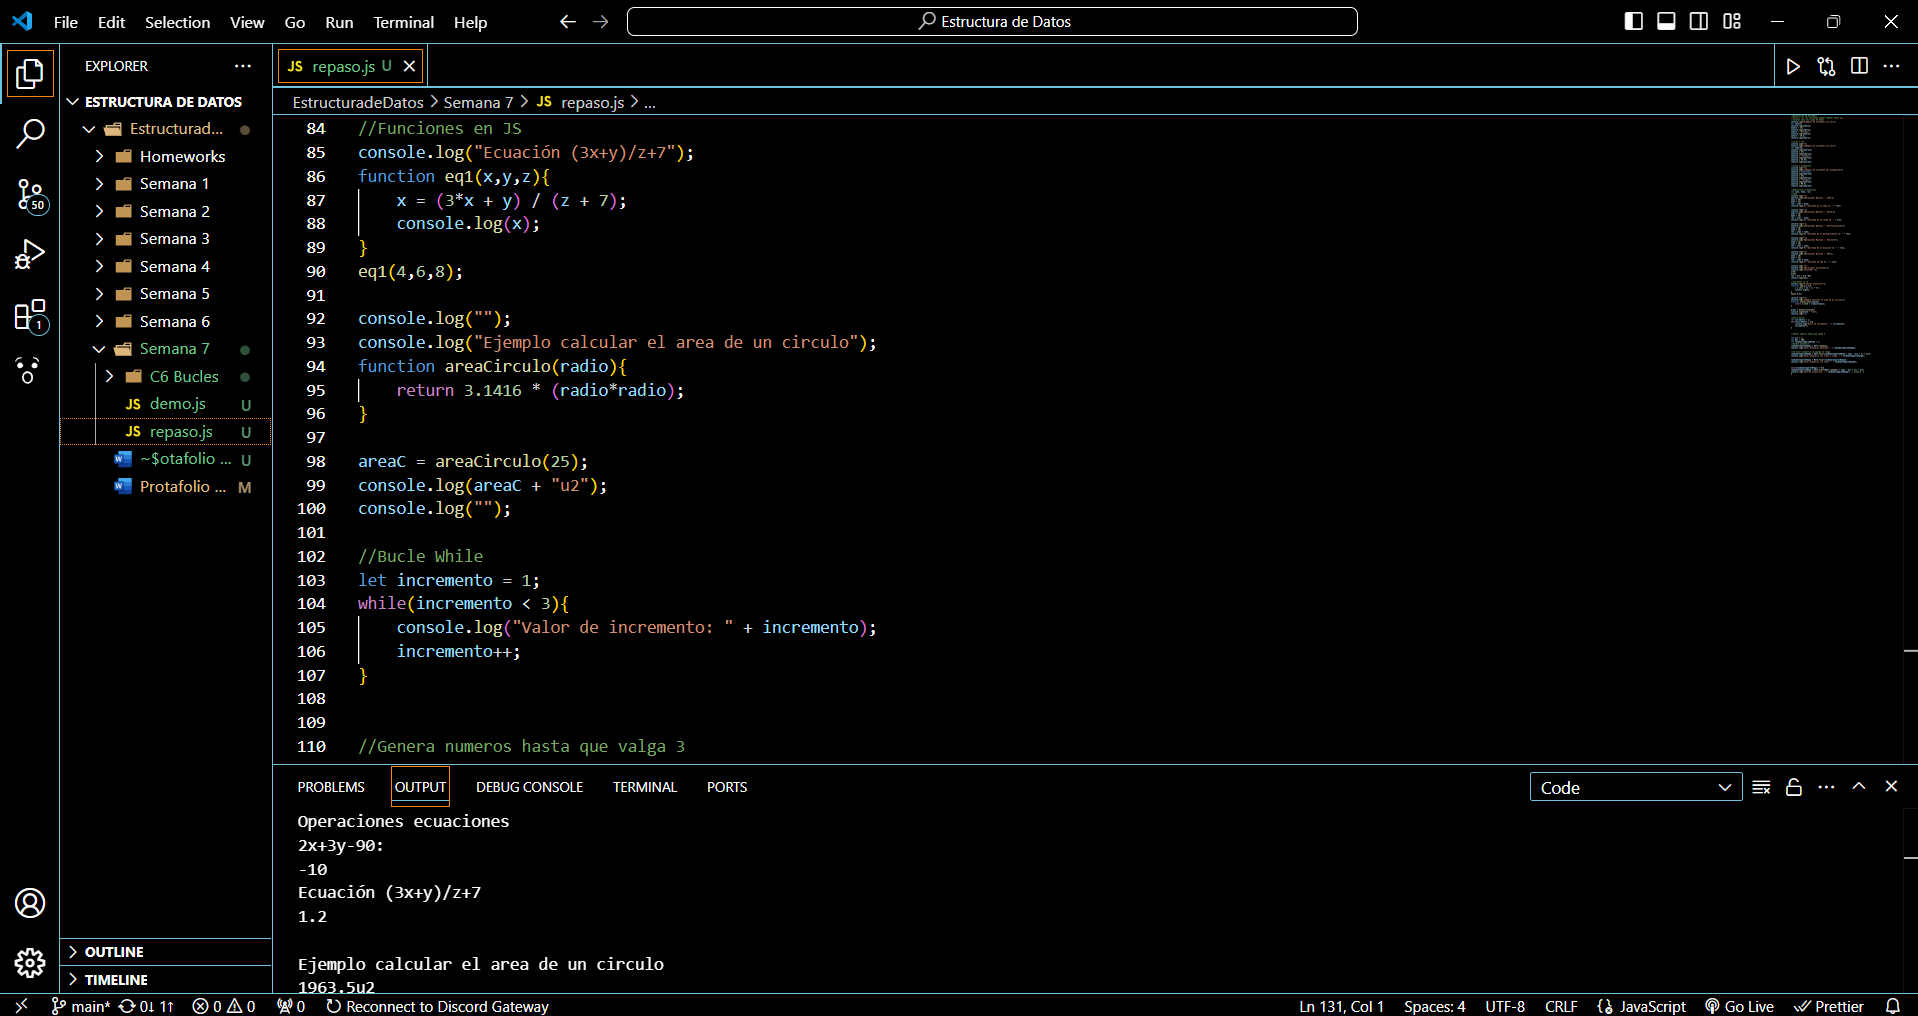 File Edit Selection View Go Run Terminal Help
Estructura de Datos
EXPLORER
ESTRUCTURA DE DATOS
Estructurad...
Homeworks
Semana 1
Semana 2
Semana 3
Semana 4
Semana 5
Semana 6
Semana 7
C6 Bucles
JS demo.js U
JS repaso.js U
~$otafolio ... U
Protafolio ... M
OUTLINE
TIMELINE
50
1
JS repaso.js U
EstructuradeDatos > Semana 7 > JS repaso.js > ...
84 //Funciones en JS
85 console.log("Ecuación (3x+y)/z+7");
86 function eq1(x,y,z){
87 x = (3*x + y) / (z + 7);
88 console.log(x);
89 }
90 eq1(4,6,8);
91
92 console.log("");
93 console.log("Ejemplo calcular el area de un circulo");
94 function areaCirculo(radio){
95 return 3.1416 * (radio*radio);
96 }
97
98 areaC = areaCirculo(25);
99 console.log(areaC + "u2");
100 console.log("");
101
102 //Bucle While
103 let incremento = 1;
104 while(incremento < 3){
105 console.log("Valor de incremento: " + incremento);
106 incremento++;
107 }
108
109
110 //Genera numeros hasta que valga 3
PROBLEMS OUTPUT DEBUG CONSOLE TERMINAL PORTS
Code
Operaciones ecuaciones
2x+3y-90:
-10
Ecuación (3x+y)/z+7
1.2
Ejemplo calcular el area de un circulo
1963.5u2
main* 0↓ 1↑ 0 0 0 Reconnect to Discord Gateway
Ln 131, Col 1 Spaces: 4 UTF-8 CRLF {} JavaScript Go Live Prettier